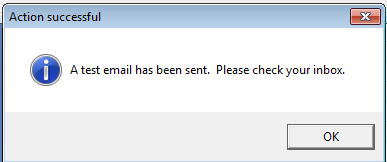 Action successful
A test email has been sent.  Please check your inbox.
OK